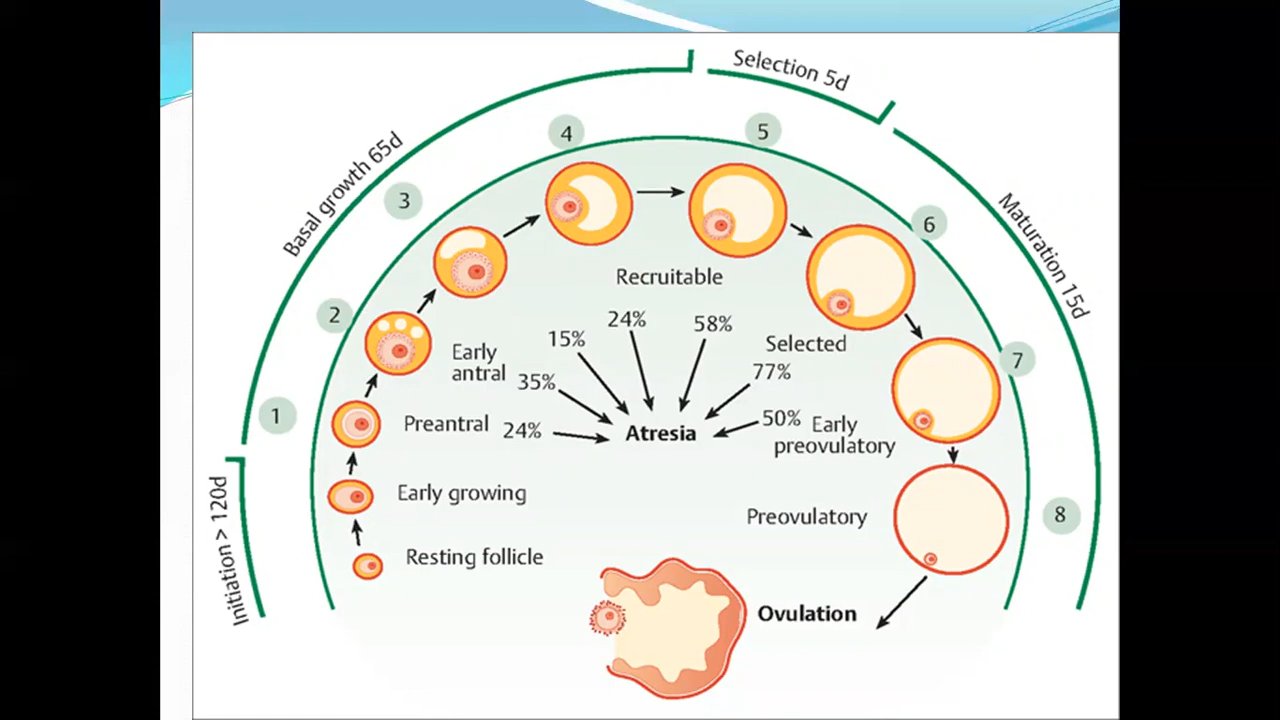 Selection 5d
Basal growth 65d
Maturation 15d
Initiation > 120d
1
2
3
4
5
6
7
8
Recruitable
24%
58%
15%
Selected
Early
antral
35%
77%
Preantral
24%
Atresia
50%
Early
preovulatory
Early growing
Preovulatory
Resting follicle
Ovulation